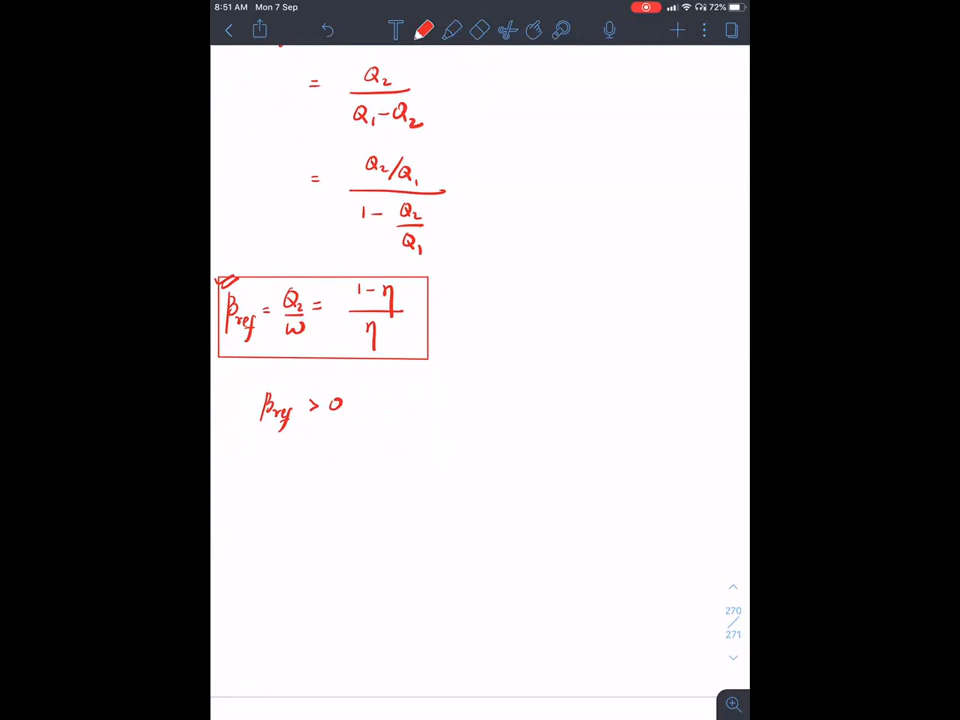 8:51 AM Mon 7 Sep 72%
T
= Q₂ / (Q₁ − Q₂)
= (Q₂/Q₁) / (1 − Q₂/Q₁)
β_ref = Q₂/W = (1 − η)/η
β_ref > 0
270
/
271